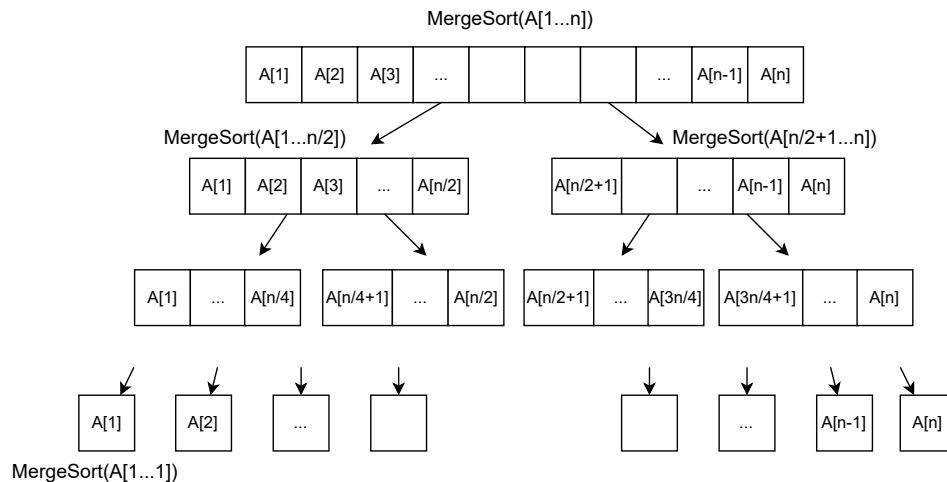 MergeSort(A[1...n])
A[1] A[2] A[3] ... ... A[n-1] A[n]
MergeSort(A[1...n/2]) MergeSort(A[n/2+1...n])
A[1] A[2] A[3] ... A[n/2] A[n/2+1] ... A[n-1] A[n]
A[1] ... A[n/4] A[n/4+1] ... A[n/2] A[n/2+1] ... A[3n/4] A[3n/4+1] ... A[n]
A[1] A[2] ... ... A[n-1] A[n]
MergeSort(A[1...1])